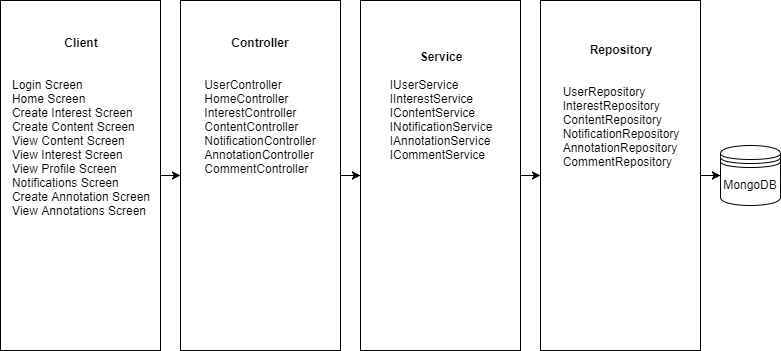 Client
Login Screen
Home Screen
Create Interest Screen
Create Content Screen
View Content Screen
View Interest Screen
View Profile Screen
Notifications Screen
Create Annotation Screen
View Annotations Screen
Controller
UserController
HomeController
InterestController
ContentController
NotificationController
AnnotationController
CommentController
Service
IUserService
IInterestService
IContentService
INotificationService
IAnnotationService
ICommentService
Repository
UserRepository
InterestRepository
ContentRepository
NotificationRepository
AnnotationRepository
CommentRepository
MongoDB